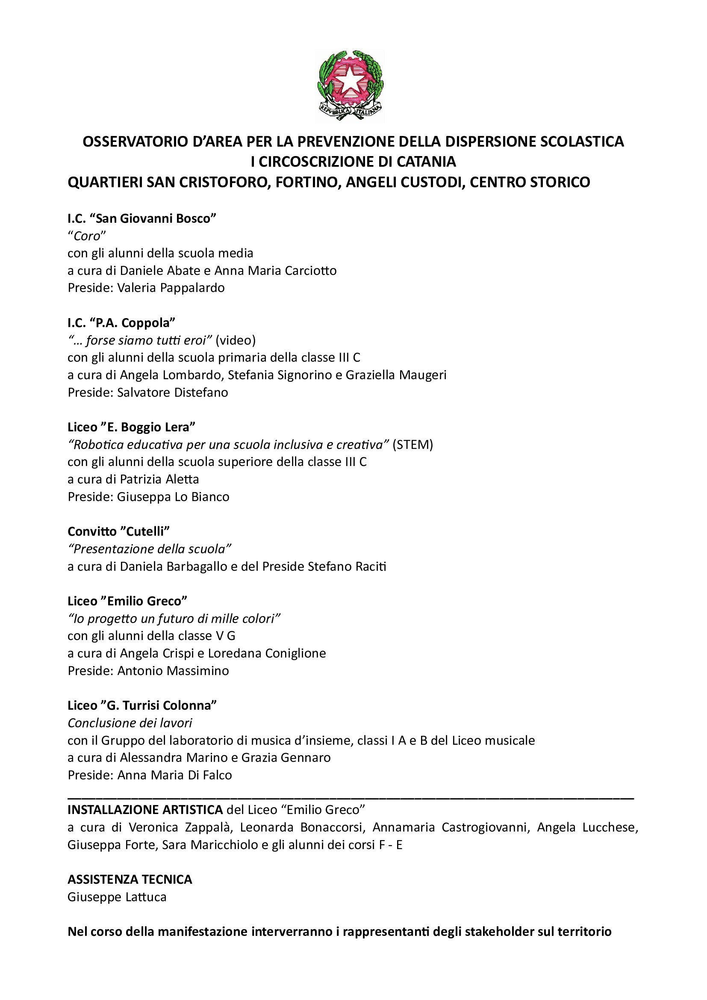 REPVBBLICA ITALIANA
OSSERVATORIO D’AREA PER LA PREVENZIONE DELLA DISPERSIONE SCOLASTICA
I CIRCOSCRIZIONE DI CATANIA
QUARTIERI SAN CRISTOFORO, FORTINO, ANGELI CUSTODI, CENTRO STORICO
I.C. “San Giovanni Bosco”
“Coro”
con gli alunni della scuola media
a cura di Daniele Abate e Anna Maria Carciotto
Preside: Valeria Pappalardo
I.C. “P.A. Coppola”
“… forse siamo tutti eroi” (video)
con gli alunni della scuola primaria della classe III C
a cura di Angela Lombardo, Stefania Signorino e Graziella Maugeri
Preside: Salvatore Distefano
Liceo ”E. Boggio Lera”
“Robotica educativa per una scuola inclusiva e creativa” (STEM)
con gli alunni della scuola superiore della classe III C
a cura di Patrizia Aletta
Preside: Giuseppa Lo Bianco
Convitto ”Cutelli”
“Presentazione della scuola”
a cura di Daniela Barbagallo e del Preside Stefano Raciti
Liceo ”Emilio Greco”
“Io progetto un futuro di mille colori”
con gli alunni della classe V G
a cura di Angela Crispi e Loredana Coniglione
Preside: Antonio Massimino
Liceo ”G. Turrisi Colonna”
Conclusione dei lavori
con il Gruppo del laboratorio di musica d’insieme, classi I A e B del Liceo musicale
a cura di Alessandra Marino e Grazia Gennaro
Preside: Anna Maria Di Falco
INSTALLAZIONE ARTISTICA del Liceo “Emilio Greco”
a cura di Veronica Zappalà, Leonarda Bonaccorsi, Annamaria Castrogiovanni, Angela Lucchese,
Giuseppa Forte, Sara Maricchiolo e gli alunni dei corsi F - E
ASSISTENZA TECNICA
Giuseppe Lattuca
Nel corso della manifestazione interverranno i rappresentanti degli stakeholder sul territorio